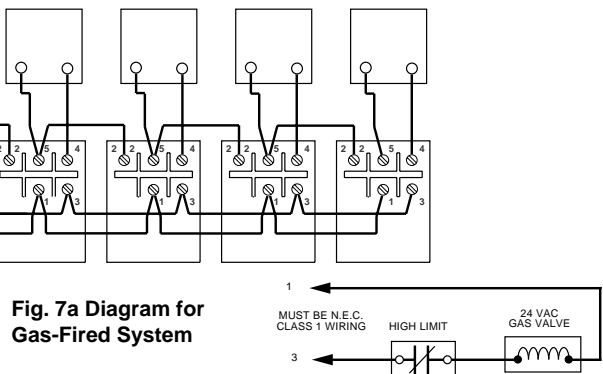 2 2 5 4 2 2 5 4 2 2 5 4 2 2 5 4
1 3 1 3 1 3 1 3
Fig. 7a Diagram for
Gas-Fired System
1
MUST BE N.E.C.
CLASS 1 WIRING
HIGH LIMIT
24 VAC
GAS VALVE
3